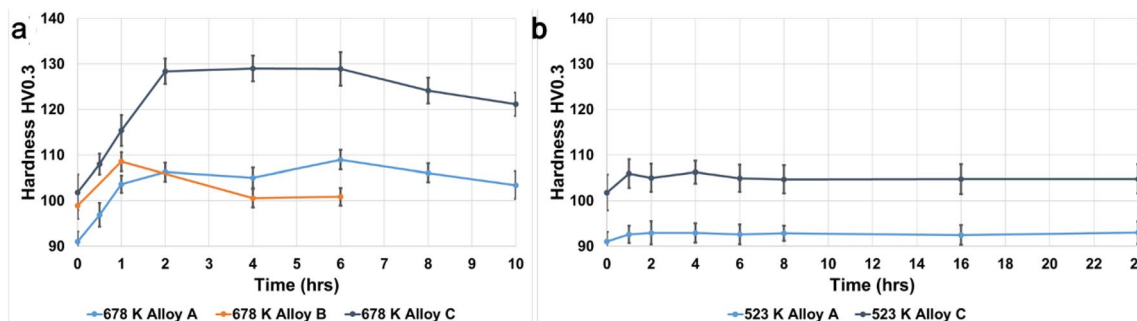 a
140
130
120
110
100
90
Hardness HV0.3
0 1 2 3 4 5 6 7 8 9 10
Time (hrs)
678 K Alloy A 678 K Alloy B 678 K Alloy C
b
140
130
120
110
100
90
Hardness HV0.3
0 2 4 6 8 10 12 14 16 18 20 22
Time (hrs)
523 K Alloy A 523 K Alloy C